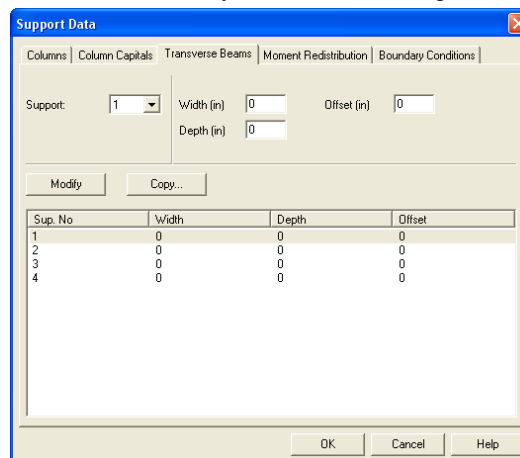 Support Data
Columns Column Capitals Transverse Beams Moment Redistribution Boundary Conditions
Support: 1 Width (in) 0 Offset (in) 0
Depth (in) 0
Modify Copy...
Sup. No Width Depth Offset
1 0 0 0
2 0 0 0
3 0 0 0
4 0 0 0
OK Cancel Help